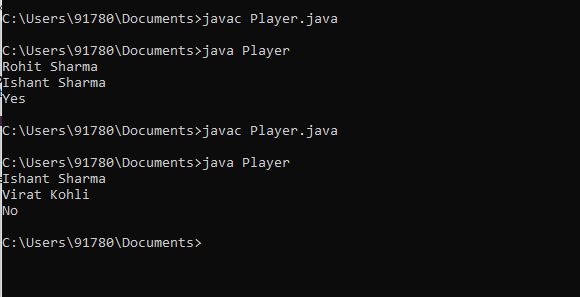 C:\Users\91780\Documents>javac Player.java
C:\Users\91780\Documents>java Player
Rohit Sharma
Ishant Sharma
Yes
C:\Users\91780\Documents>javac Player.java
C:\Users\91780\Documents>java Player
Ishant Sharma
Virat Kohli
No
C:\Users\91780\Documents>